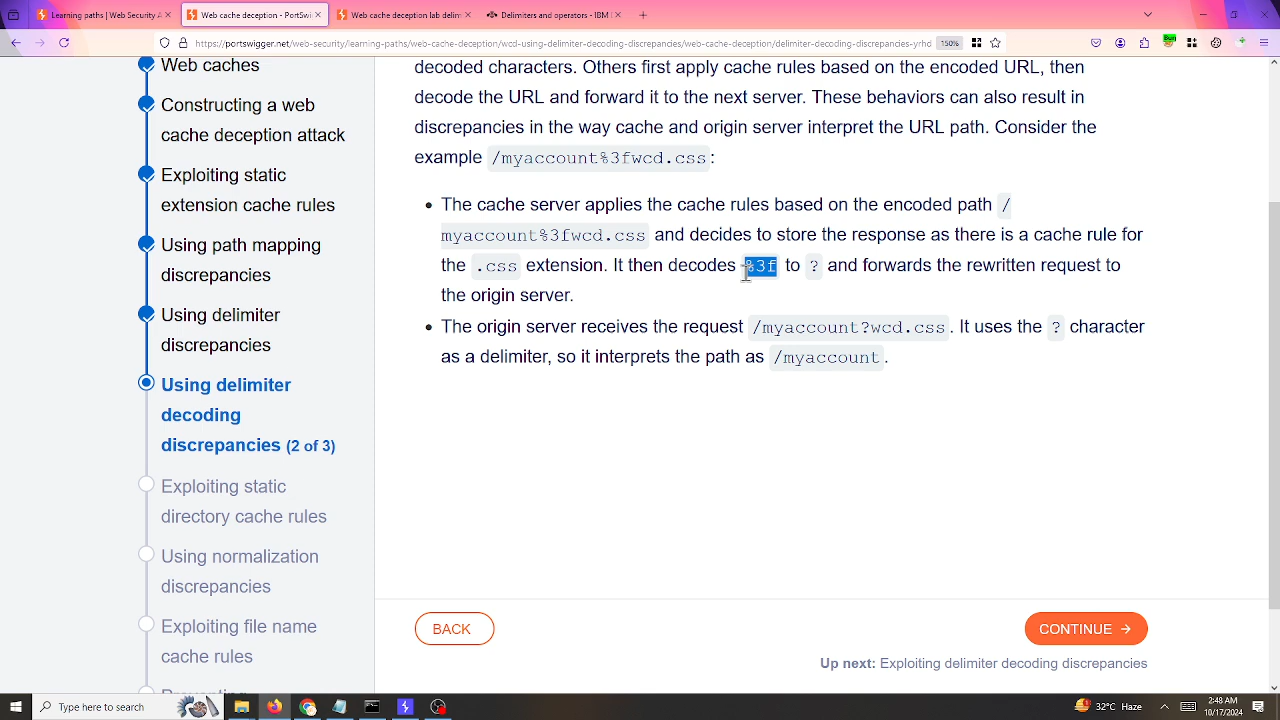 Learning paths | Web Security A
Web cache deception - PortSwi
Web cache deception lab delim
Delimiters and operators - IBM
https://portswigger.net/web-security/learning-paths/web-cache-deception/wcd-using-delimiter-decoding-discrepancies/web-cache-deception/delimiter-decoding-discrepancies-yrhd
150%
Web caches
Constructing a web
cache deception attack
Exploiting static
extension cache rules
Using path mapping
discrepancies
Using delimiter
discrepancies
Using delimiter
decoding
discrepancies (2 of 3)
Exploiting static
directory cache rules
Using normalization
discrepancies
Exploiting file name
cache rules
decoded characters. Others first apply cache rules based on the encoded URL, then
decode the URL and forward it to the next server. These behaviors can also result in
discrepancies in the way cache and origin server interpret the URL path. Consider the
example /myaccount%3fwcd.css:
The cache server applies the cache rules based on the encoded path /
myaccount%3fwcd.css and decides to store the response as there is a cache rule for
the .css extension. It then decodes %3f to ? and forwards the rewritten request to
the origin server.
The origin server receives the request /myaccount?wcd.css. It uses the ? character
as a delimiter, so it interprets the path as /myaccount.
BACK
CONTINUE →
Up next: Exploiting delimiter decoding discrepancies
Type here to search
32°C Haze
2:48 AM
10/17/2024